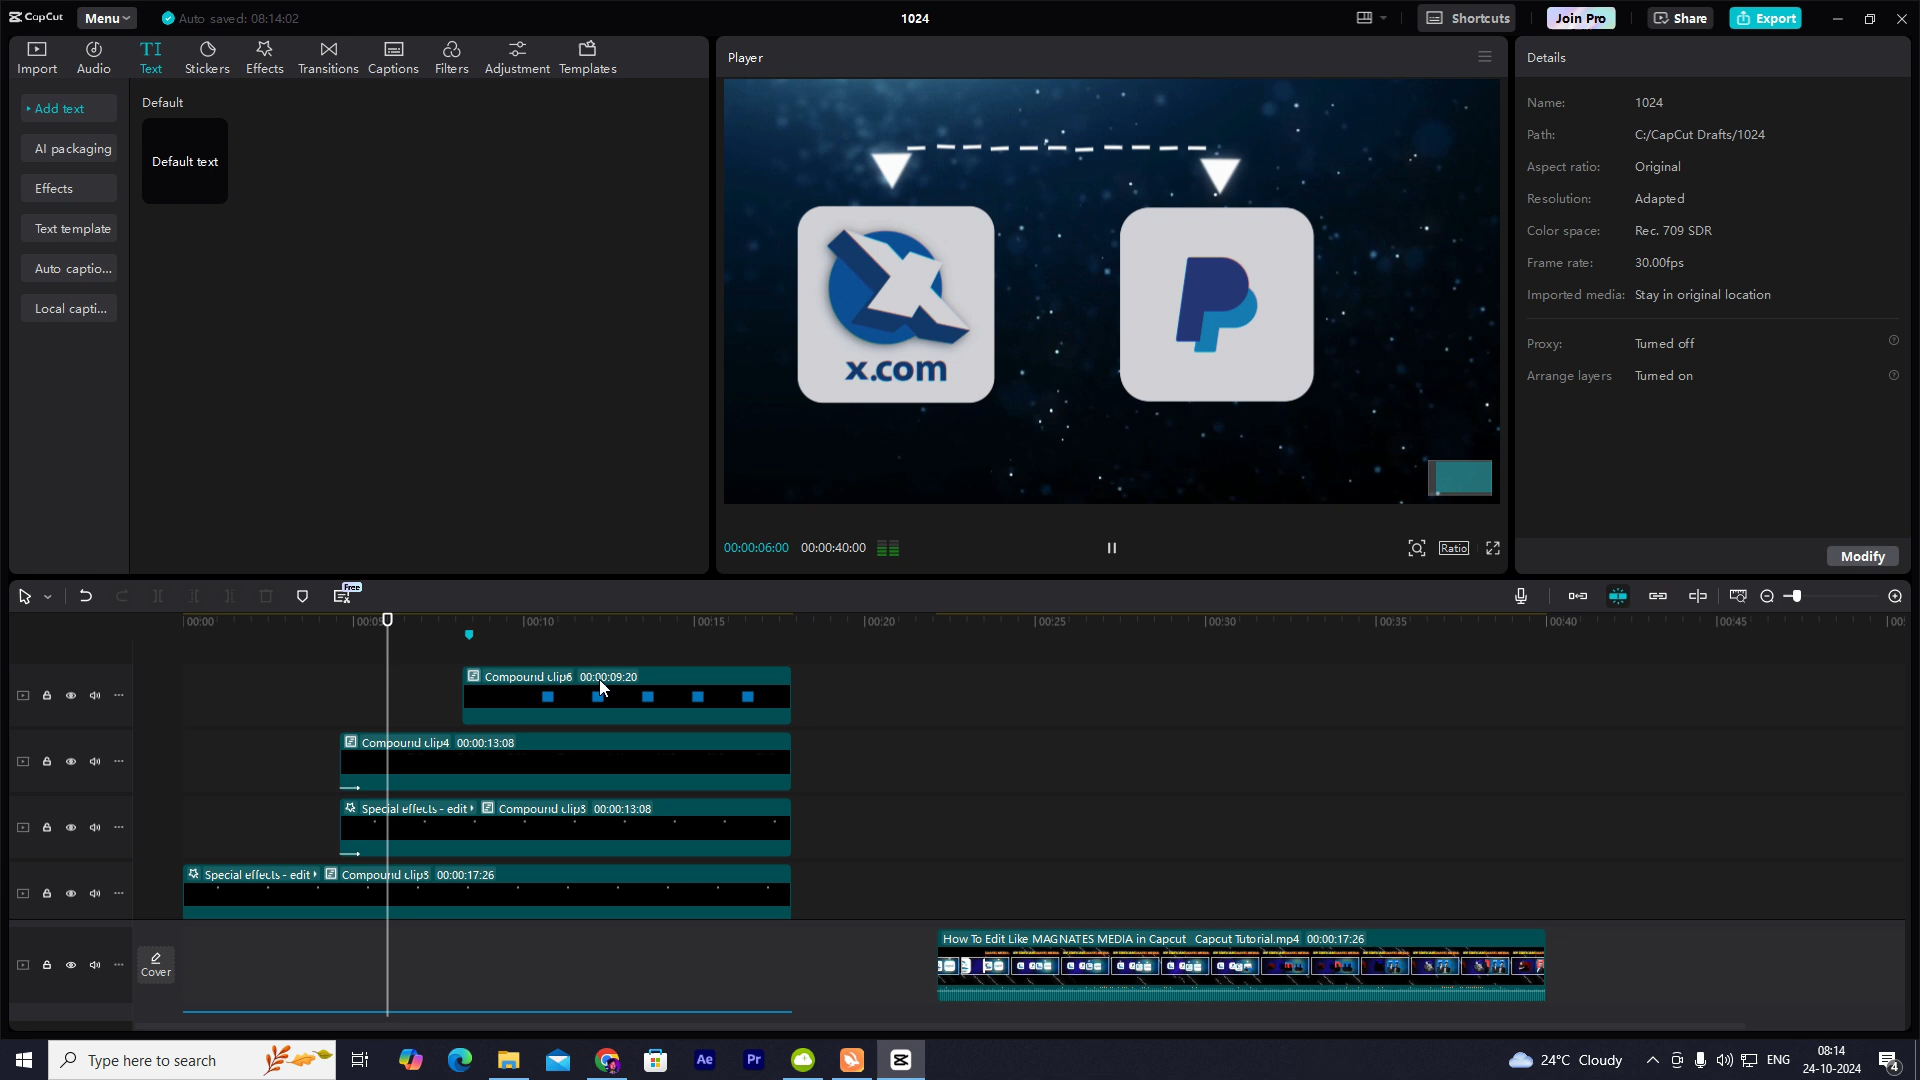 CapCut
Menu
Auto saved: 08:14:02
1024
Shortcuts
Join Pro
Share
Export
Import
Audio
TI
Text
Stickers
Effects
Transitions
Captions
Filters
Adjustment
Templates
Add text
AI packaging
Effects
Text template
Auto captio...
Local capti...
Default
Default text
Player
x.com
00:00:06:00
00:00:40:00
Ratio
Details
Name: 1024
Path: C:/CapCut Drafts/1024
Aspect ratio: Original
Resolution: Adapted
Color space: Rec. 709 SDR
Frame rate: 30.00fps
Imported media: Stay in original location
Proxy: Turned off
Arrange layers Turned on
Modify
Free
00:00 00:05 00:10 00:15 00:20 00:25 00:30 00:35 00:40 00:45
Compound clip6 00:00:09:20
Compound clip4 00:00:13:08
Special effects - edit Compound clip3 00:00:13:08
Special effects - edit Compound clip3 00:00:17:26
Cover
How To Edit Like MAGNATES MEDIA in Capcut Capcut Tutorial.mp4 00:00:17:26
Type here to search
Ae
Pr
24°C Cloudy
ENG
08:14
24-10-2024
4